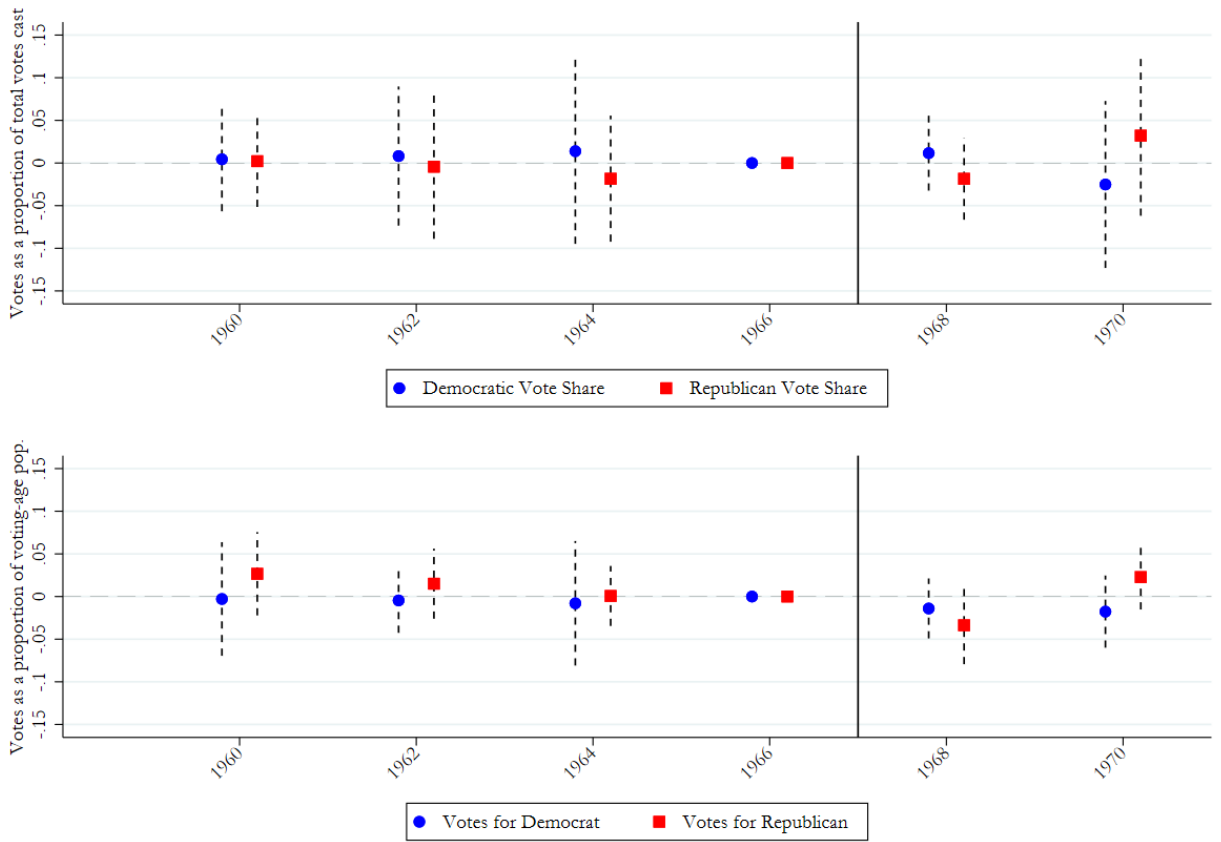 Votes as a proportion of total votes cast
.15
.1
.05
0
-.05
-.1
-.15
1960 1962 1964 1966 1968 1970
Democratic Vote Share Republican Vote Share
Votes as a proportion of voting-age pop.
.15
.1
.05
0
-.05
-.1
-.15
1960 1962 1964 1966 1968 1970
Votes for Democrat Votes for Republican